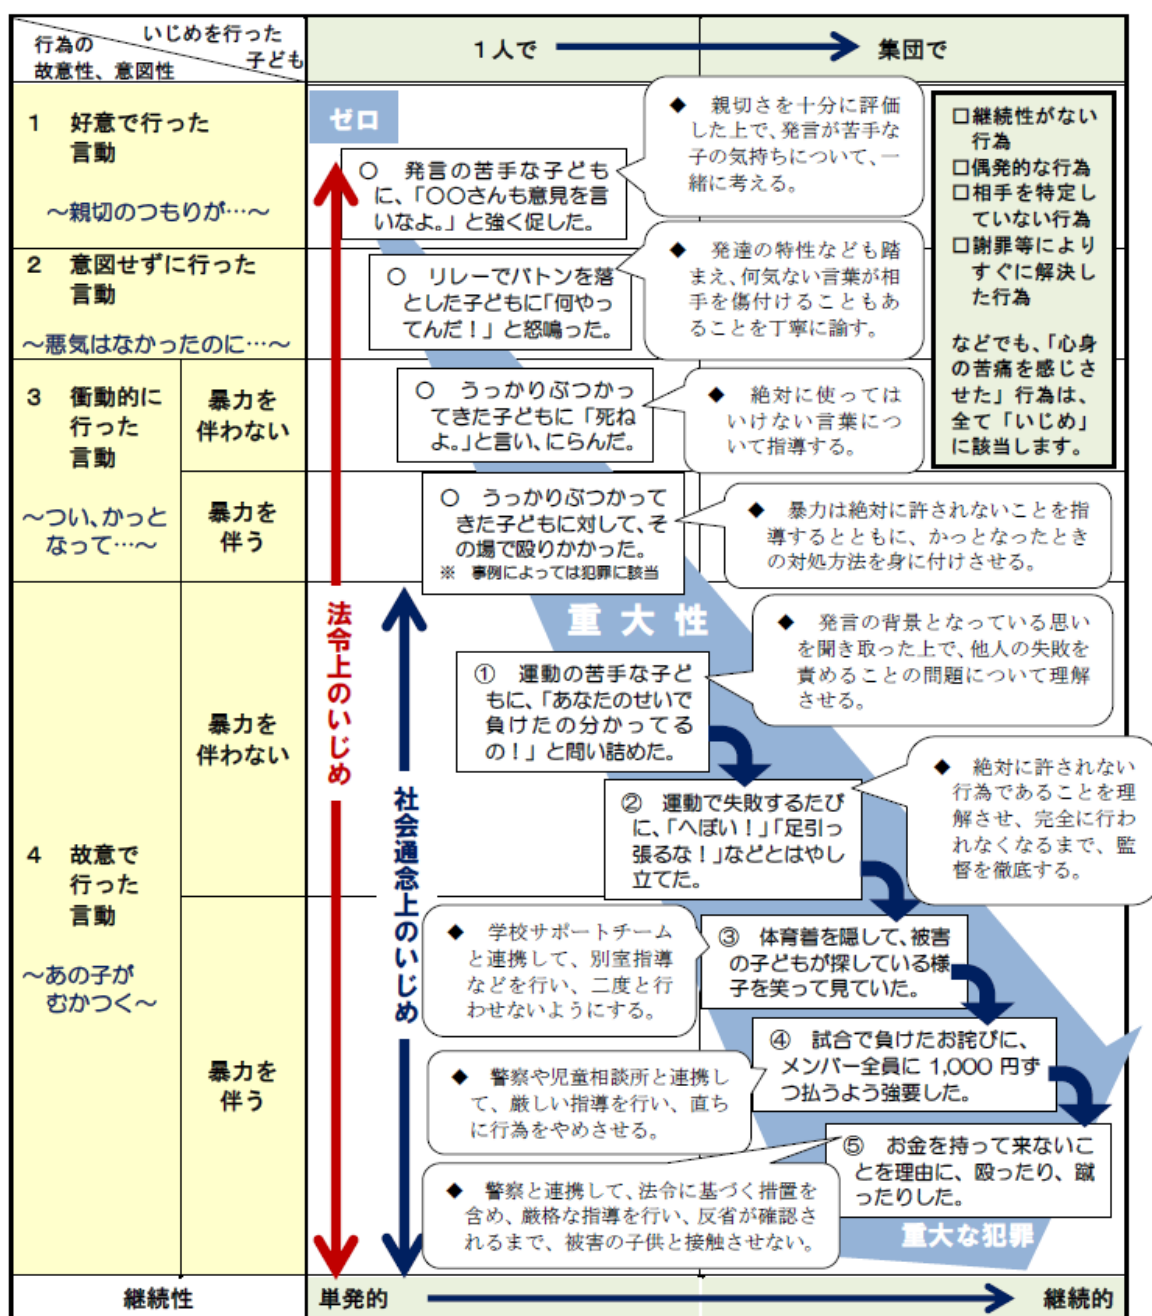 いじめを行った
子ども
行為の
故意性、意図性
1人で
集団で
1 好意で行った
言動
~親切のつもりが…~
ゼロ
○ 発言の苦手な子ども
に、「〇〇さんも意見を言
いなよ。」と強く促した。
◆ 親切さを十分に評価
した上で、発言が苦手な
子の気持ちについて、一
緒に考える。
□継続性がない
行為
□偶発的な行為
□相手を特定し
ていない行為
□謝罪等により
すぐに解決し
た行為
などでも、「心身
の苦痛を感じさ
せた」行為は、
全て「いじめ」
に該当します。
2 意図せずに行った
言動
~悪気はなかったのに…~
○ リレーでバトンを落
とした子どもに「何やっ
てんだ!」と怒鳴った。
◆ 発達の特性なども踏
まえ、何気ない言葉が相
手を傷付けることもあ
ることを丁寧に諭す。
3 衝動的に
行った
言動
~つい、かっと
なって…~
暴力を
伴わない
○ うっかりぶつかっ
てきた子どもに「死ね
よ。」と言い、にらんだ。
◆ 絶対に使っては
いけない言葉につ
いて指導する。
暴力を
伴う
○ うっかりぶつかって
きた子どもに対して、そ
の場で殴りかかった。
※ 事例によっては犯罪に該当
◆ 暴力は絶対に許されないことを指
導するとともに、かっとなったとき
の対処方法を身に付けさせる。
法令上のいじめ
社会通念上のいじめ
重大性
4 故意で
行った
言動
~あの子が
むかつく~
暴力を
伴わない
① 運動の苦手な子ど
もに、「あなたのせいで
負けたの分かってる
の!」と問い詰めた。
◆ 発言の背景となっている思い
を聞き取った上で、他人の失敗を
責めることの問題について理解
させる。
② 運動で失敗するたび
に、「へぼい!」「足引っ
張るな!」などとはやし
立てた。
◆ 絶対に許されない
行為であることを理
解させ、完全に行わ
れなくなるまで、監
督を徹底する。
暴力を
伴う
③ 体育着を隠して、被害
の子どもが探している様
子を笑って見ていた。
◆ 学校サポートチーム
と連携して、別室指導
などを行い、二度と行
わせないようにする。
④ 試合で負けたお詫びに、
メンバー全員に 1,000 円ず
つ払うよう強要した。
◆ 警察や児童相談所と連携し
て、厳しい指導を行い、直ち
に行為をやめさせる。
⑤ お金を持って来ないこ
とを理由に、殴ったり、蹴
ったりした。
◆ 警察と連携して、法令に基づく措置を
含め、厳格な指導を行い、反省が確認さ
れるまで、被害の子供と接触させない。
重大な犯罪
継続性
単発的
継続的